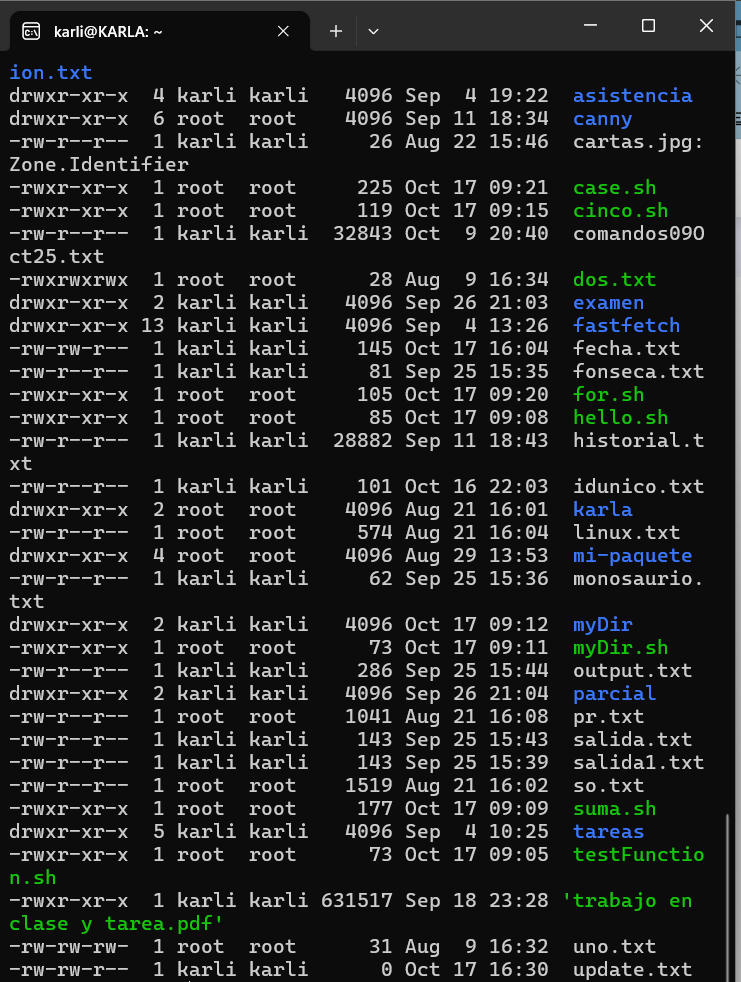 karli@KARLA: ~
ion.txt
drwxr-xr-x  4 karli karli   4096 Sep  4 19:22  asistencia
drwxr-xr-x  6 root  root    4096 Sep 11 18:34  canny
-rw-r--r--  1 karli karli     26 Aug 22 15:46  cartas.jpg:
Zone.Identifier
-rwxr-xr-x  1 root  root     225 Oct 17 09:21  case.sh
-rwxr-xr-x  1 root  root     119 Oct 17 09:15  cinco.sh
-rw-r--r--  1 karli karli  32843 Oct  9 20:40  comandos09O
ct25.txt
-rwxrwxrwx  1 root  root      28 Aug  9 16:34  dos.txt
drwxr-xr-x  2 karli karli   4096 Sep 26 21:03  examen
drwxr-xr-x 13 karli karli   4096 Sep  4 13:26  fastfetch
-rw-rw-r--  1 karli karli    145 Oct 17 16:04  fecha.txt
-rw-r--r--  1 karli karli     81 Sep 25 15:35  fonseca.txt
-rwxr-xr-x  1 root  root     105 Oct 17 09:20  for.sh
-rwxr-xr-x  1 root  root      85 Oct 17 09:08  hello.sh
-rw-r--r--  1 karli karli  28882 Sep 11 18:43  historial.t
xt
-rw-r--r--  1 karli karli    101 Oct 16 22:03  idunico.txt
drwxr-xr-x  2 root  root    4096 Aug 21 16:01  karla
-rw-r--r--  1 root  root     574 Aug 21 16:04  linux.txt
drwxr-xr-x  4 root  root    4096 Aug 29 13:53  mi-paquete
-rw-r--r--  1 karli karli     62 Sep 25 15:36  monosaurio.
txt
drwxr-xr-x  2 karli karli   4096 Oct 17 09:12  myDir
-rwxr-xr-x  1 root  root      73 Oct 17 09:11  myDir.sh
-rw-r--r--  1 karli karli    286 Sep 25 15:44  output.txt
drwxr-xr-x  2 karli karli   4096 Sep 26 21:04  parcial
-rw-r--r--  1 root  root    1041 Aug 21 16:08  pr.txt
-rw-r--r--  1 karli karli    143 Sep 25 15:43  salida.txt
-rw-r--r--  1 karli karli    143 Sep 25 15:39  salida1.txt
-rw-r--r--  1 root  root    1519 Aug 21 16:02  so.txt
-rwxr-xr-x  1 root  root     177 Oct 17 09:09  suma.sh
drwxr-xr-x  5 karli karli   4096 Sep  4 10:25  tareas
-rwxr-xr-x  1 root  root      73 Oct 17 09:05  testFunctio
n.sh
-rwxr-xr-x  1 karli karli 631517 Sep 18 23:28 'trabajo en
clase y tarea.pdf'
-rw-rw-rw-  1 root  root      31 Aug  9 16:32  uno.txt
-rw-rw-r--  1 karli karli      0 Oct 17 16:30  update.txt